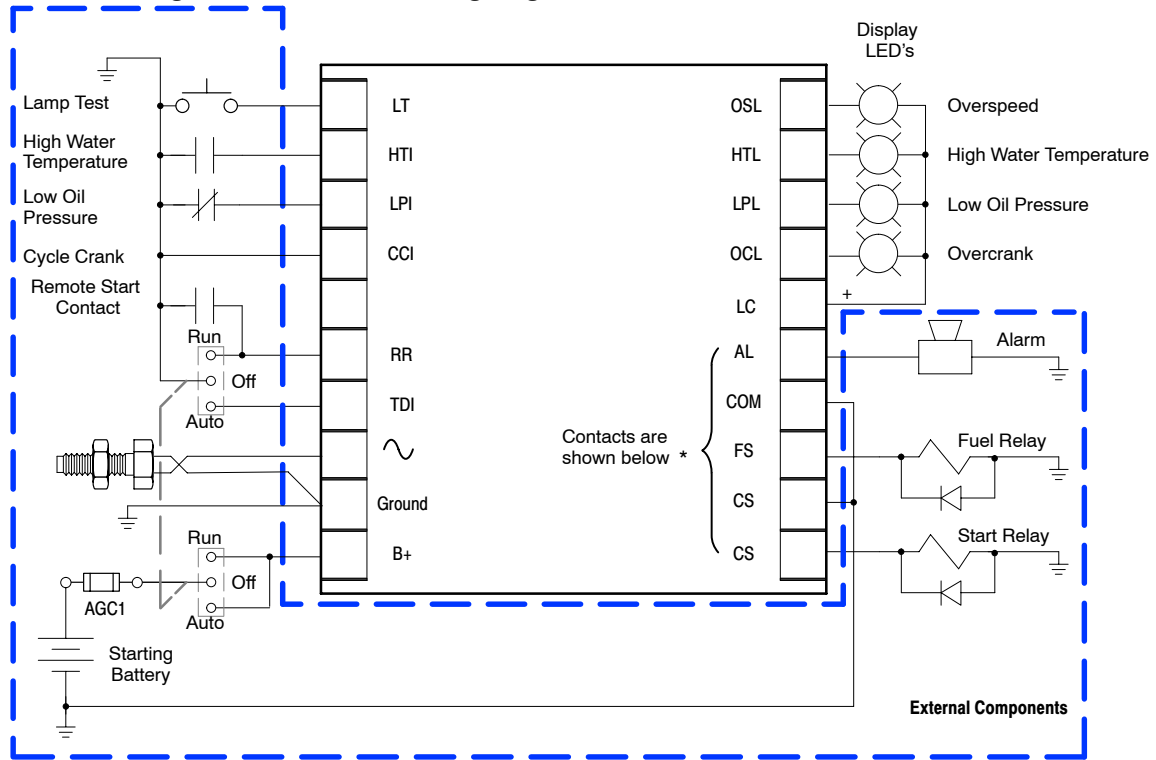 Display
LED's
Lamp Test
LT
OSL
Overspeed
High Water
Temperature
HTI
HTL
High Water Temperature
Low Oil
Pressure
LPI
LPL
Low Oil Pressure
Cycle Crank
CCI
OCL
Overcrank
Remote Start
Contact
LC
+
Run
RR
AL
Alarm
Off
TDI
COM
Auto
Contacts are
shown below *
FS
Fuel Relay
Ground
CS
Run
B+
CS
Start Relay
Off
AGC1
Auto
Starting
Battery
External Components